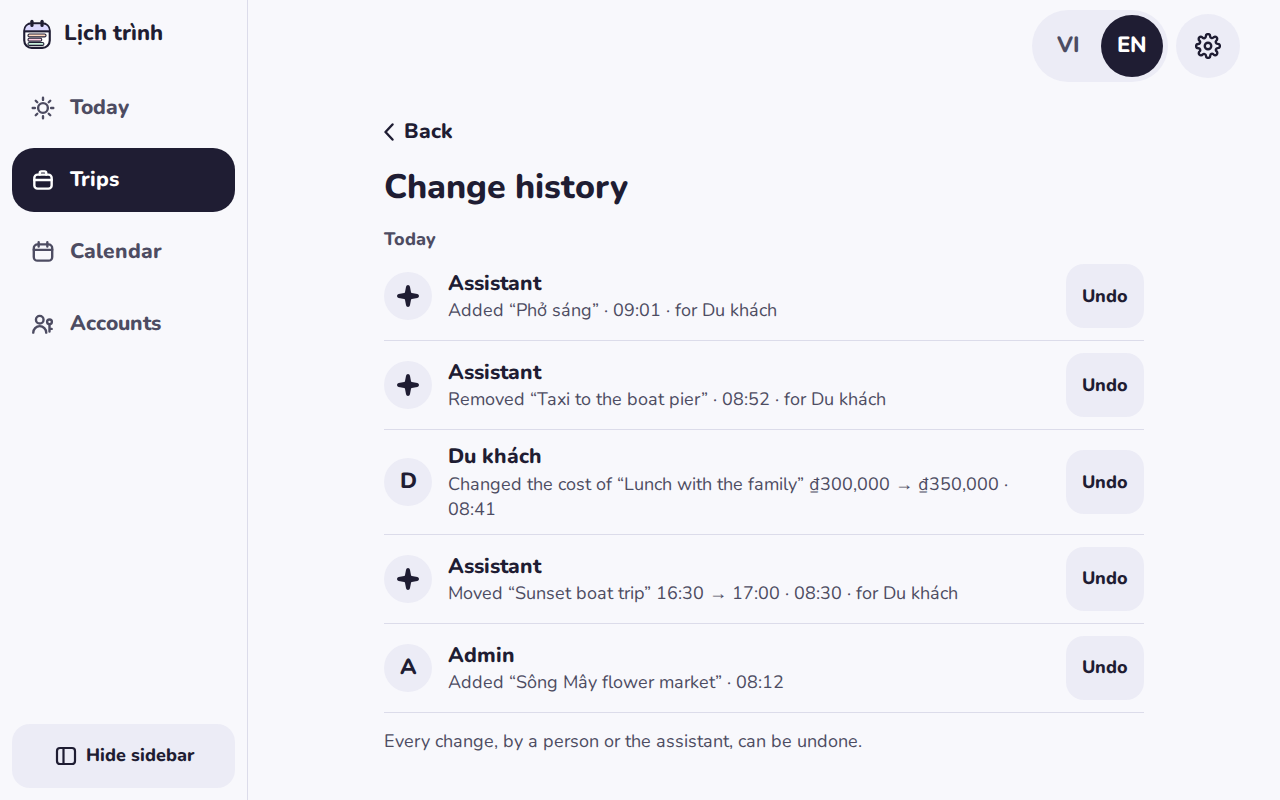 Lịch trình
Today
Trips
Calendar
Accounts
Hide sidebar
VI
EN
Back
Change history
Today
Assistant
Added “Phở sáng” · 09:01 · for Du khách
Undo
Assistant
Removed “Taxi to the boat pier” · 08:52 · for Du khách
Undo
D
Du khách
Changed the cost of “Lunch with the family” ₫300,000 → ₫350,000 ·
08:41
Undo
Assistant
Moved “Sunset boat trip” 16:30 → 17:00 · 08:30 · for Du khách
Undo
A
Admin
Added “Sông Mây flower market” · 08:12
Undo
Every change, by a person or the assistant, can be undone.